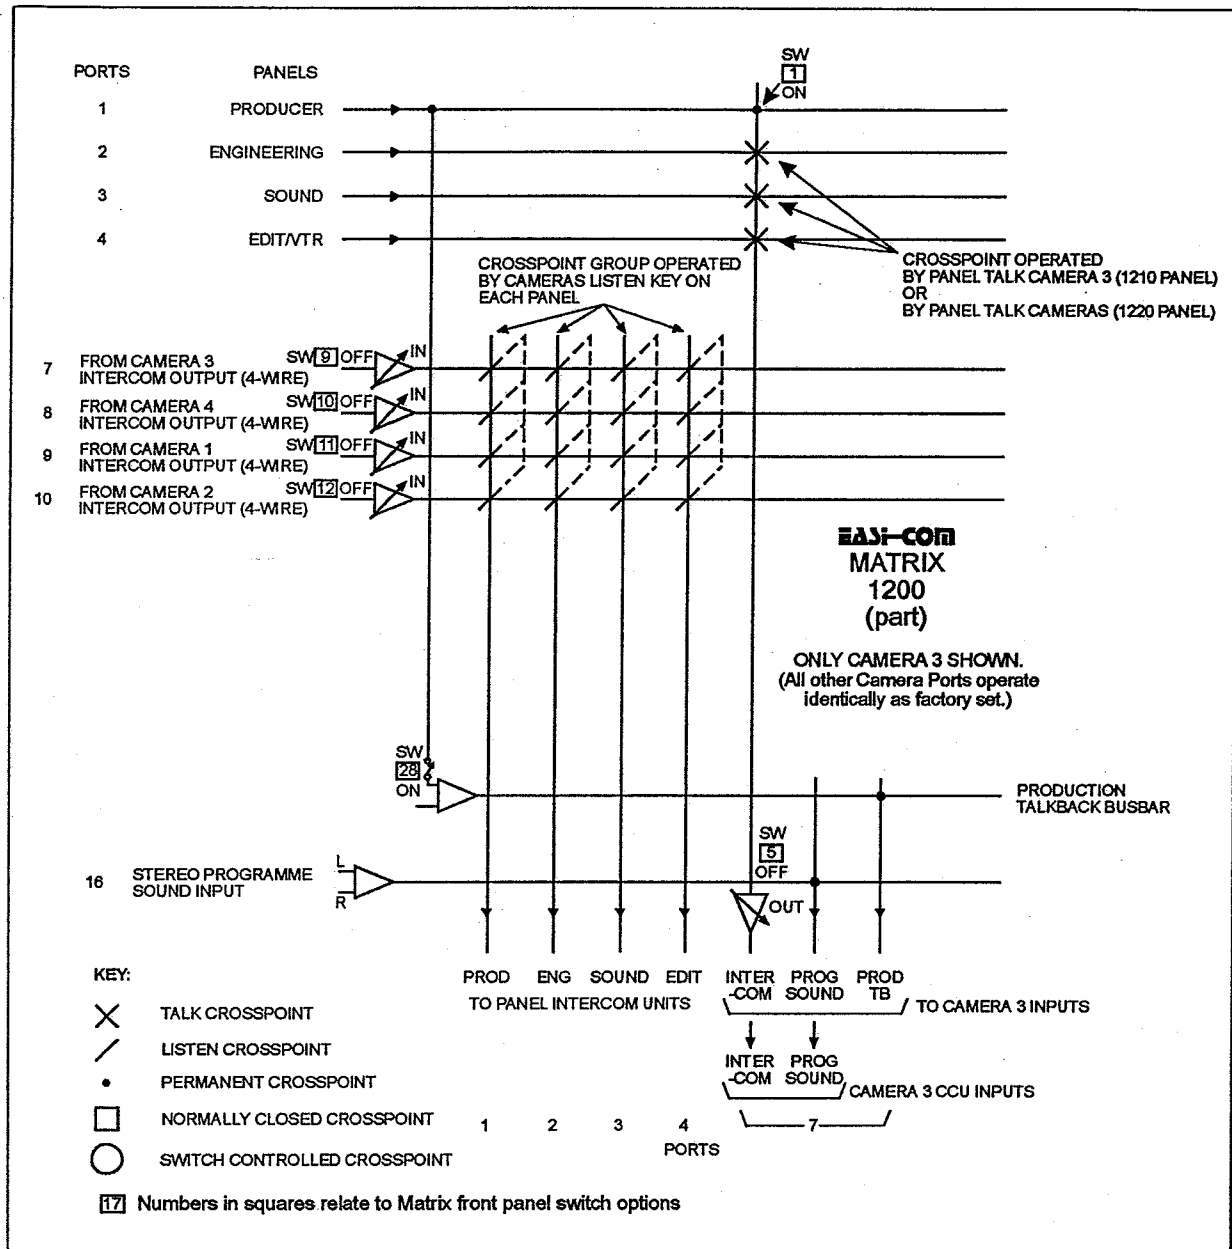 PORTS PANELS
SW
1
ON
1 PRODUCER
2 ENGINEERING
3 SOUND
4 EDIT/VTR
CROSSPOINT GROUP OPERATED
BY CAMERAS LISTEN KEY ON
EACH PANEL
CROSSPOINT OPERATED
BY PANEL TALK CAMERA 3 (1210 PANEL)
OR
BY PANEL TALK CAMERAS (1220 PANEL)
7 FROM CAMERA 3
INTERCOM OUTPUT (4-WIRE)
SW 9 OFF IN
8 FROM CAMERA 4
INTERCOM OUTPUT (4-WIRE)
SW 10 OFF IN
9 FROM CAMERA 1
INTERCOM OUTPUT (4-WIRE)
SW 11 OFF IN
10 FROM CAMERA 2
INTERCOM OUTPUT (4-WIRE)
SW 12 OFF IN
EASi-COM
MATRIX
1200
(part)
ONLY CAMERA 3 SHOWN.
(All other Camera Ports operate
identically as factory set.)
SW
28
ON
PRODUCTION
TALKBACK BUSBAR
SW
5
OFF
16 STEREO PROGRAMME
SOUND INPUT
L
R
OUT
PROD ENG SOUND EDIT
TO PANEL INTERCOM UNITS
INTER
-COM
PROG
SOUND
PROD
TB
TO CAMERA 3 INPUTS
INTER
-COM
PROG
SOUND
CAMERA 3 CCU INPUTS
1 2 3 4
PORTS
7
KEY:
TALK CROSSPOINT
LISTEN CROSSPOINT
PERMANENT CROSSPOINT
NORMALLY CLOSED CROSSPOINT
SWITCH CONTROLLED CROSSPOINT
17 Numbers in squares relate to Matrix front panel switch options